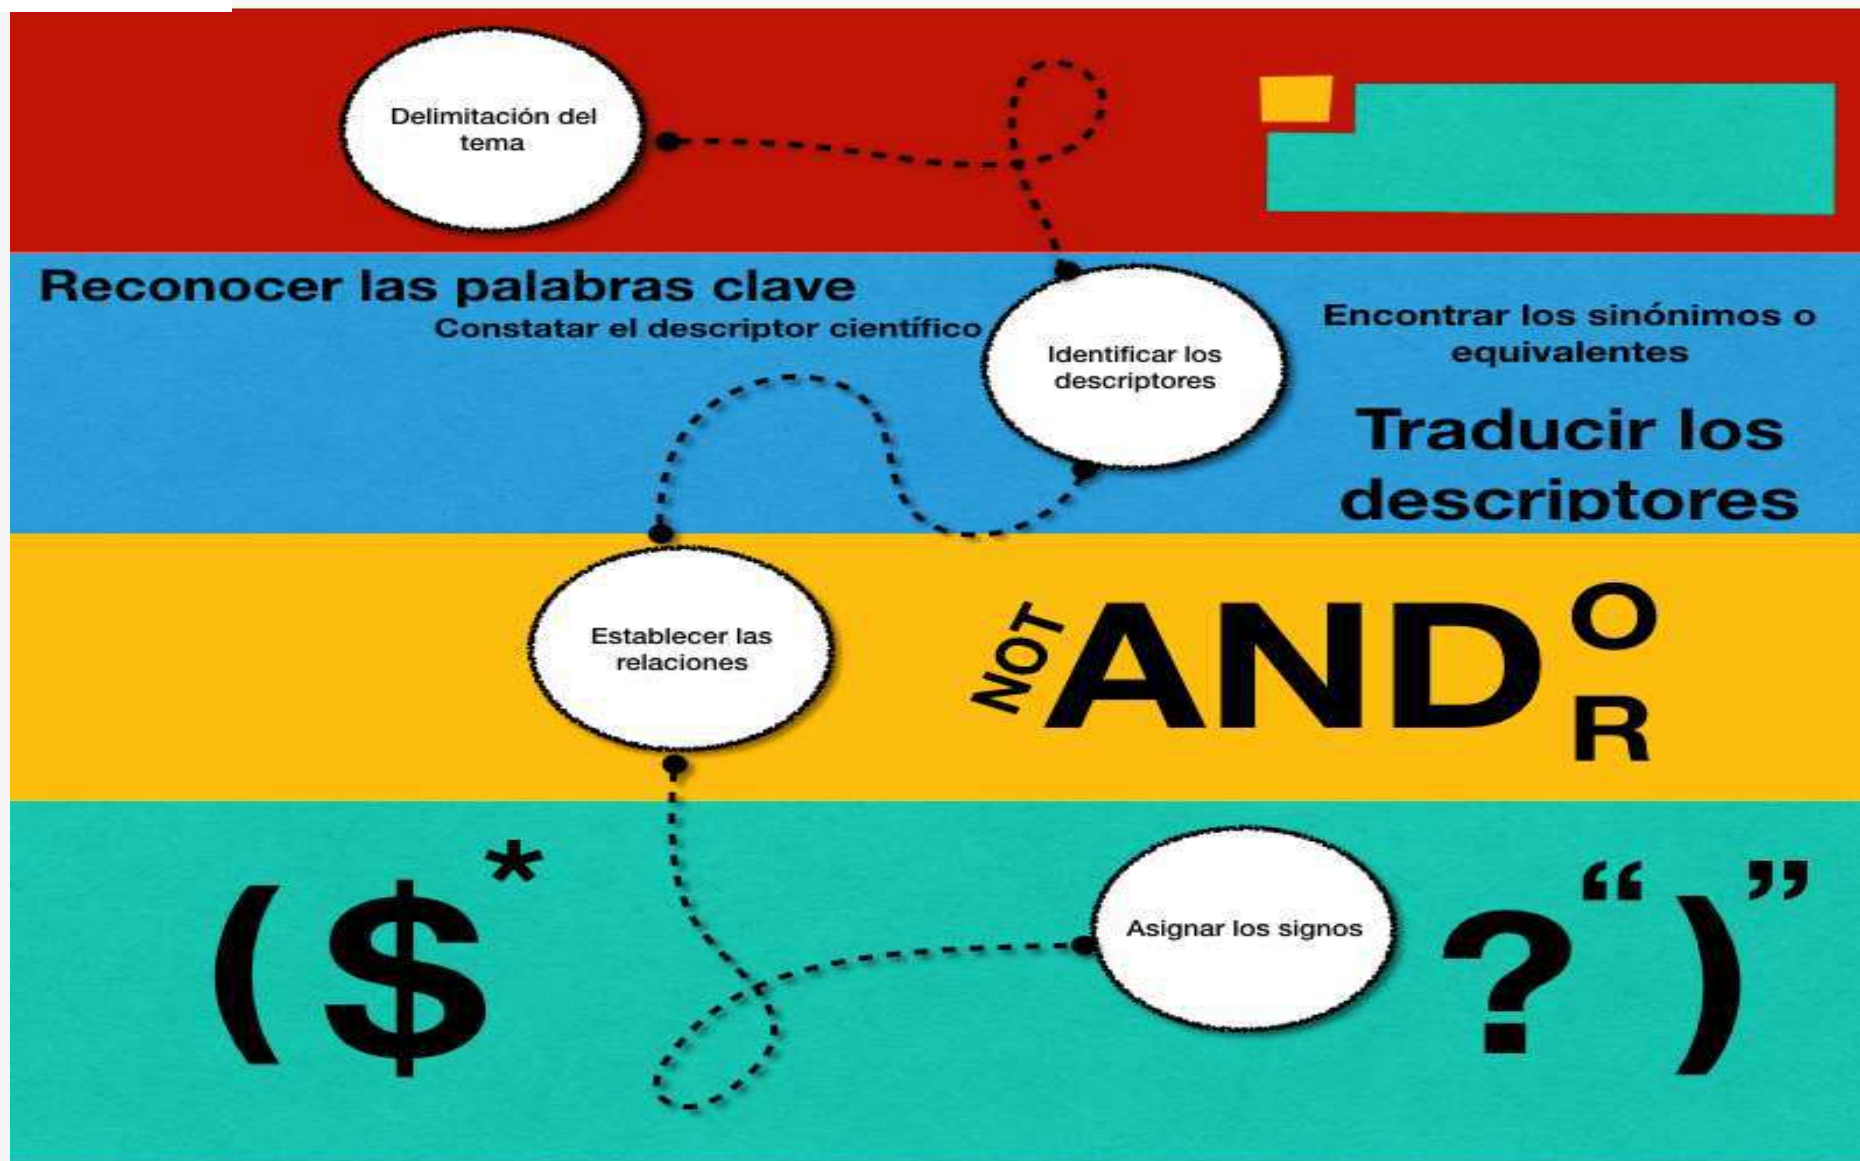 Delimitación del
tema
Reconocer las palabras clave
Constatar el descriptor científico
Identificar los
descriptores
Encontrar los sinónimos o
equivalentes
Traducir los
descriptores
Establecer las
relaciones
NOT
AND
O
R
( $ *
Asignar los signos
? “ ) ”